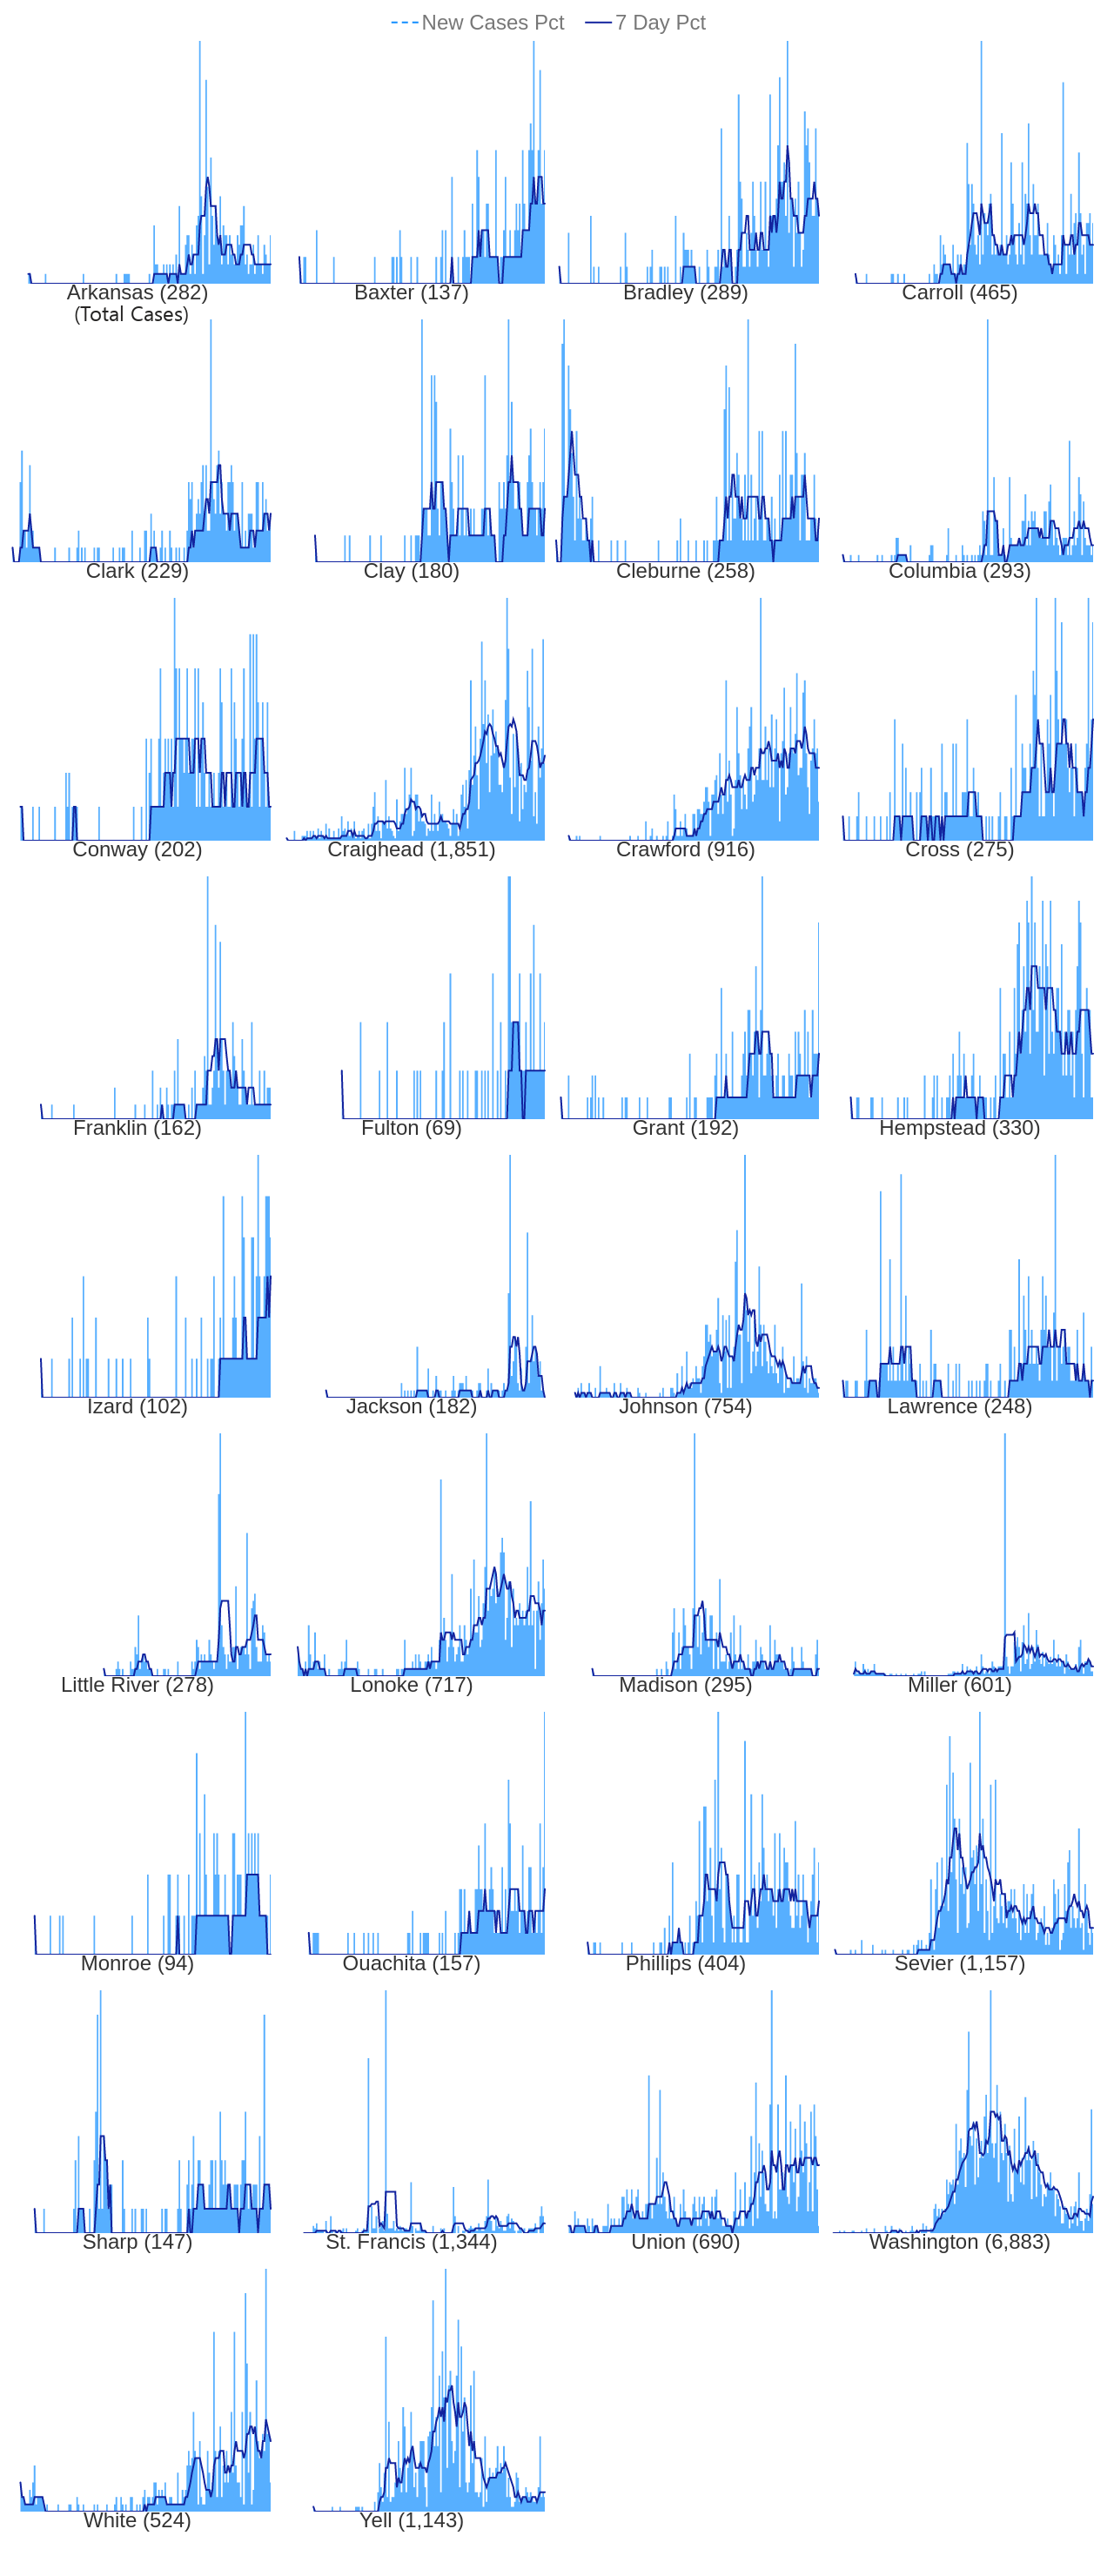 New Cases Pct 7 Day Pct
Arkansas (282) Baxter (137) Bradley (289) Carroll (465)
(Total Cases)
Clark (229) Clay (180) Cleburne (258) Columbia (293)
Conway (202) Craighead (1,851) Crawford (916) Cross (275)
Franklin (162) Fulton (69) Grant (192) Hempstead (330)
Izard (102) Jackson (182) Johnson (754) Lawrence (248)
Little River (278) Lonoke (717) Madison (295) Miller (601)
Monroe (94) Ouachita (157) Phillips (404) Sevier (1,157)
Sharp (147) St. Francis (1,344) Union (690) Washington (6,883)
White (524) Yell (1,143)